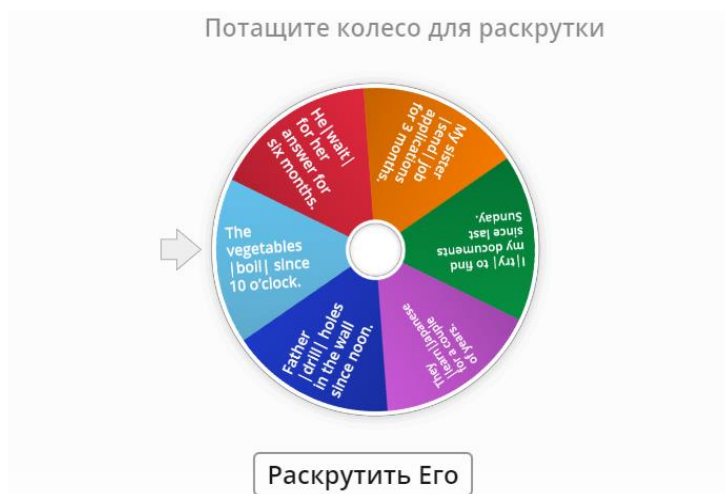 Потащите колесо для раскрутки
He|wait|
for her
answer for
six months.
My sister
|send| job
applications
for 3 months.
I|try| to find
my documents
since last
Sunday.
They
|learn|Japanese
for a couple
of years.
Father
|drill| holes
in the wall
since noon.
The
vegetables
|boil| since
10 o'clock.
Раскрутить Его